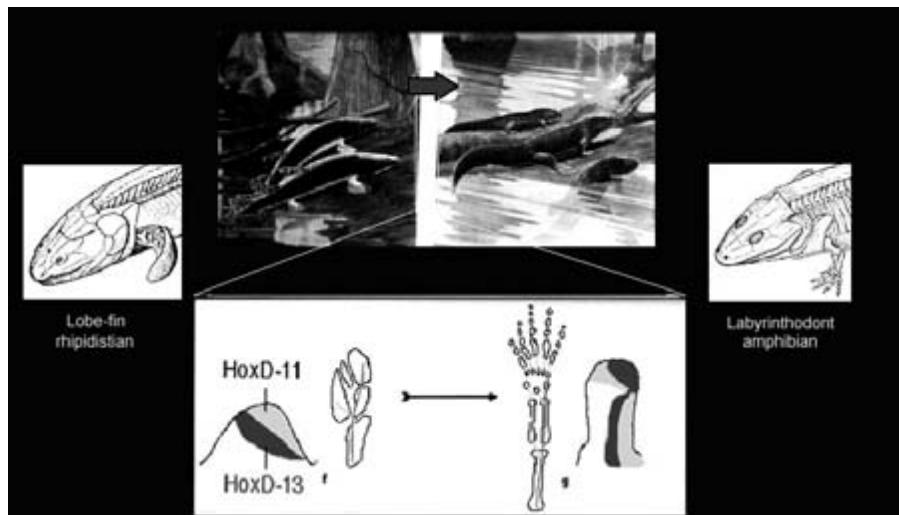 Lobe-fin
rhipidistian
Labyrinthodont
amphibian
HoxD-11
HoxD-13
f
g